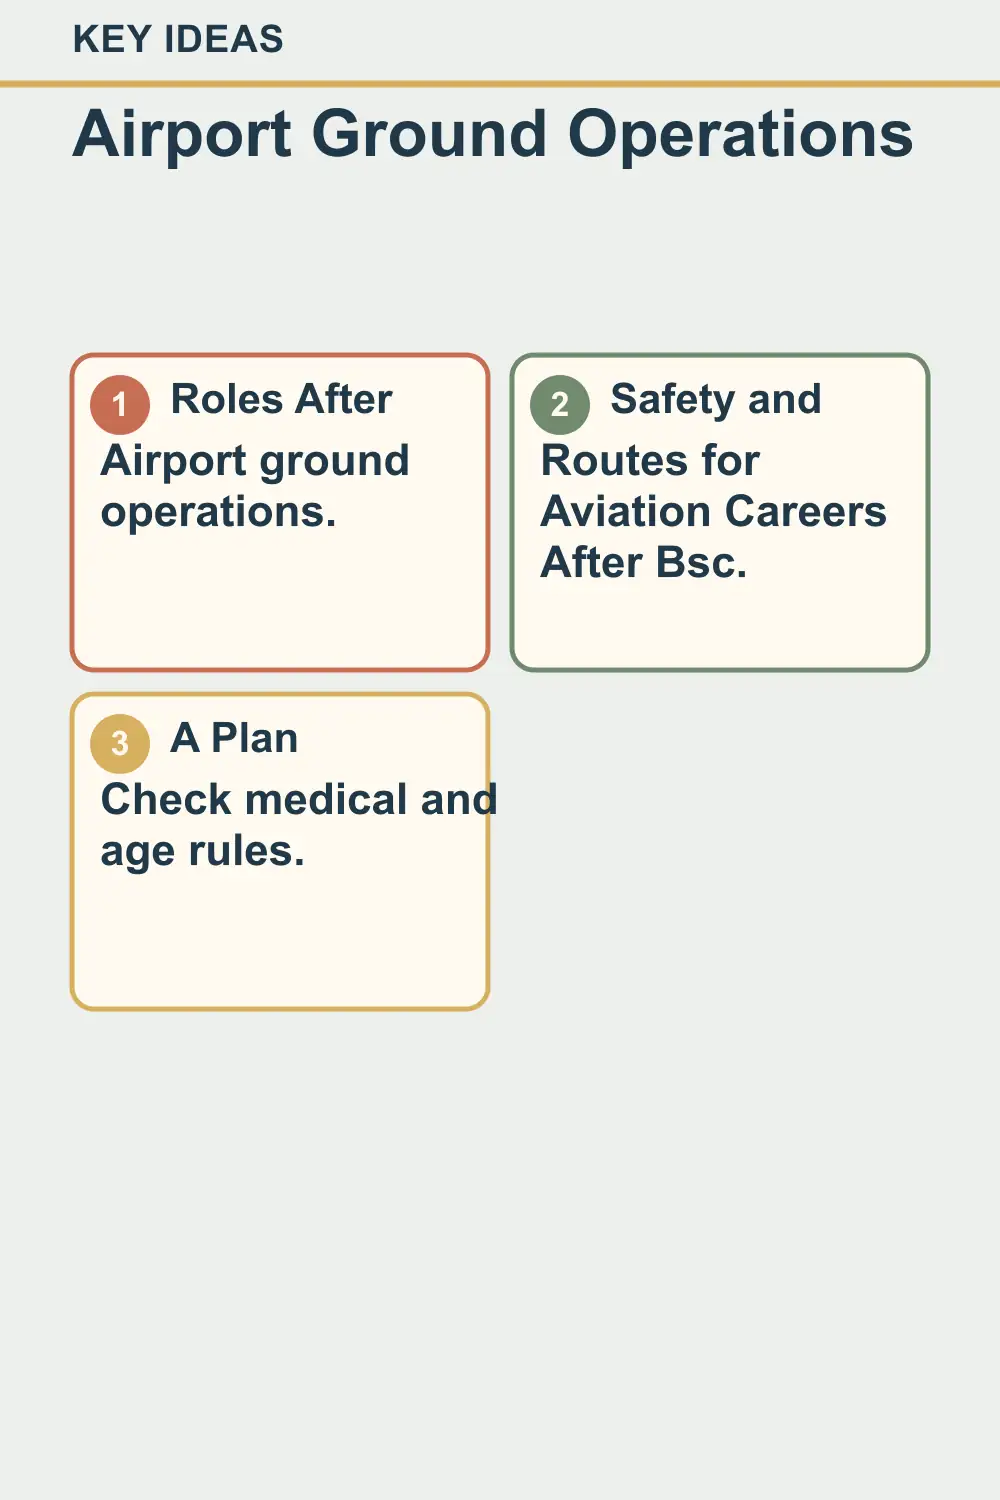 KEY IDEAS
Airport Ground Operations
1 Roles After
Airport ground
operations.
2 Safety and
Routes for
Aviation Careers
After Bsc.
3 A Plan
Check medical and
age rules.